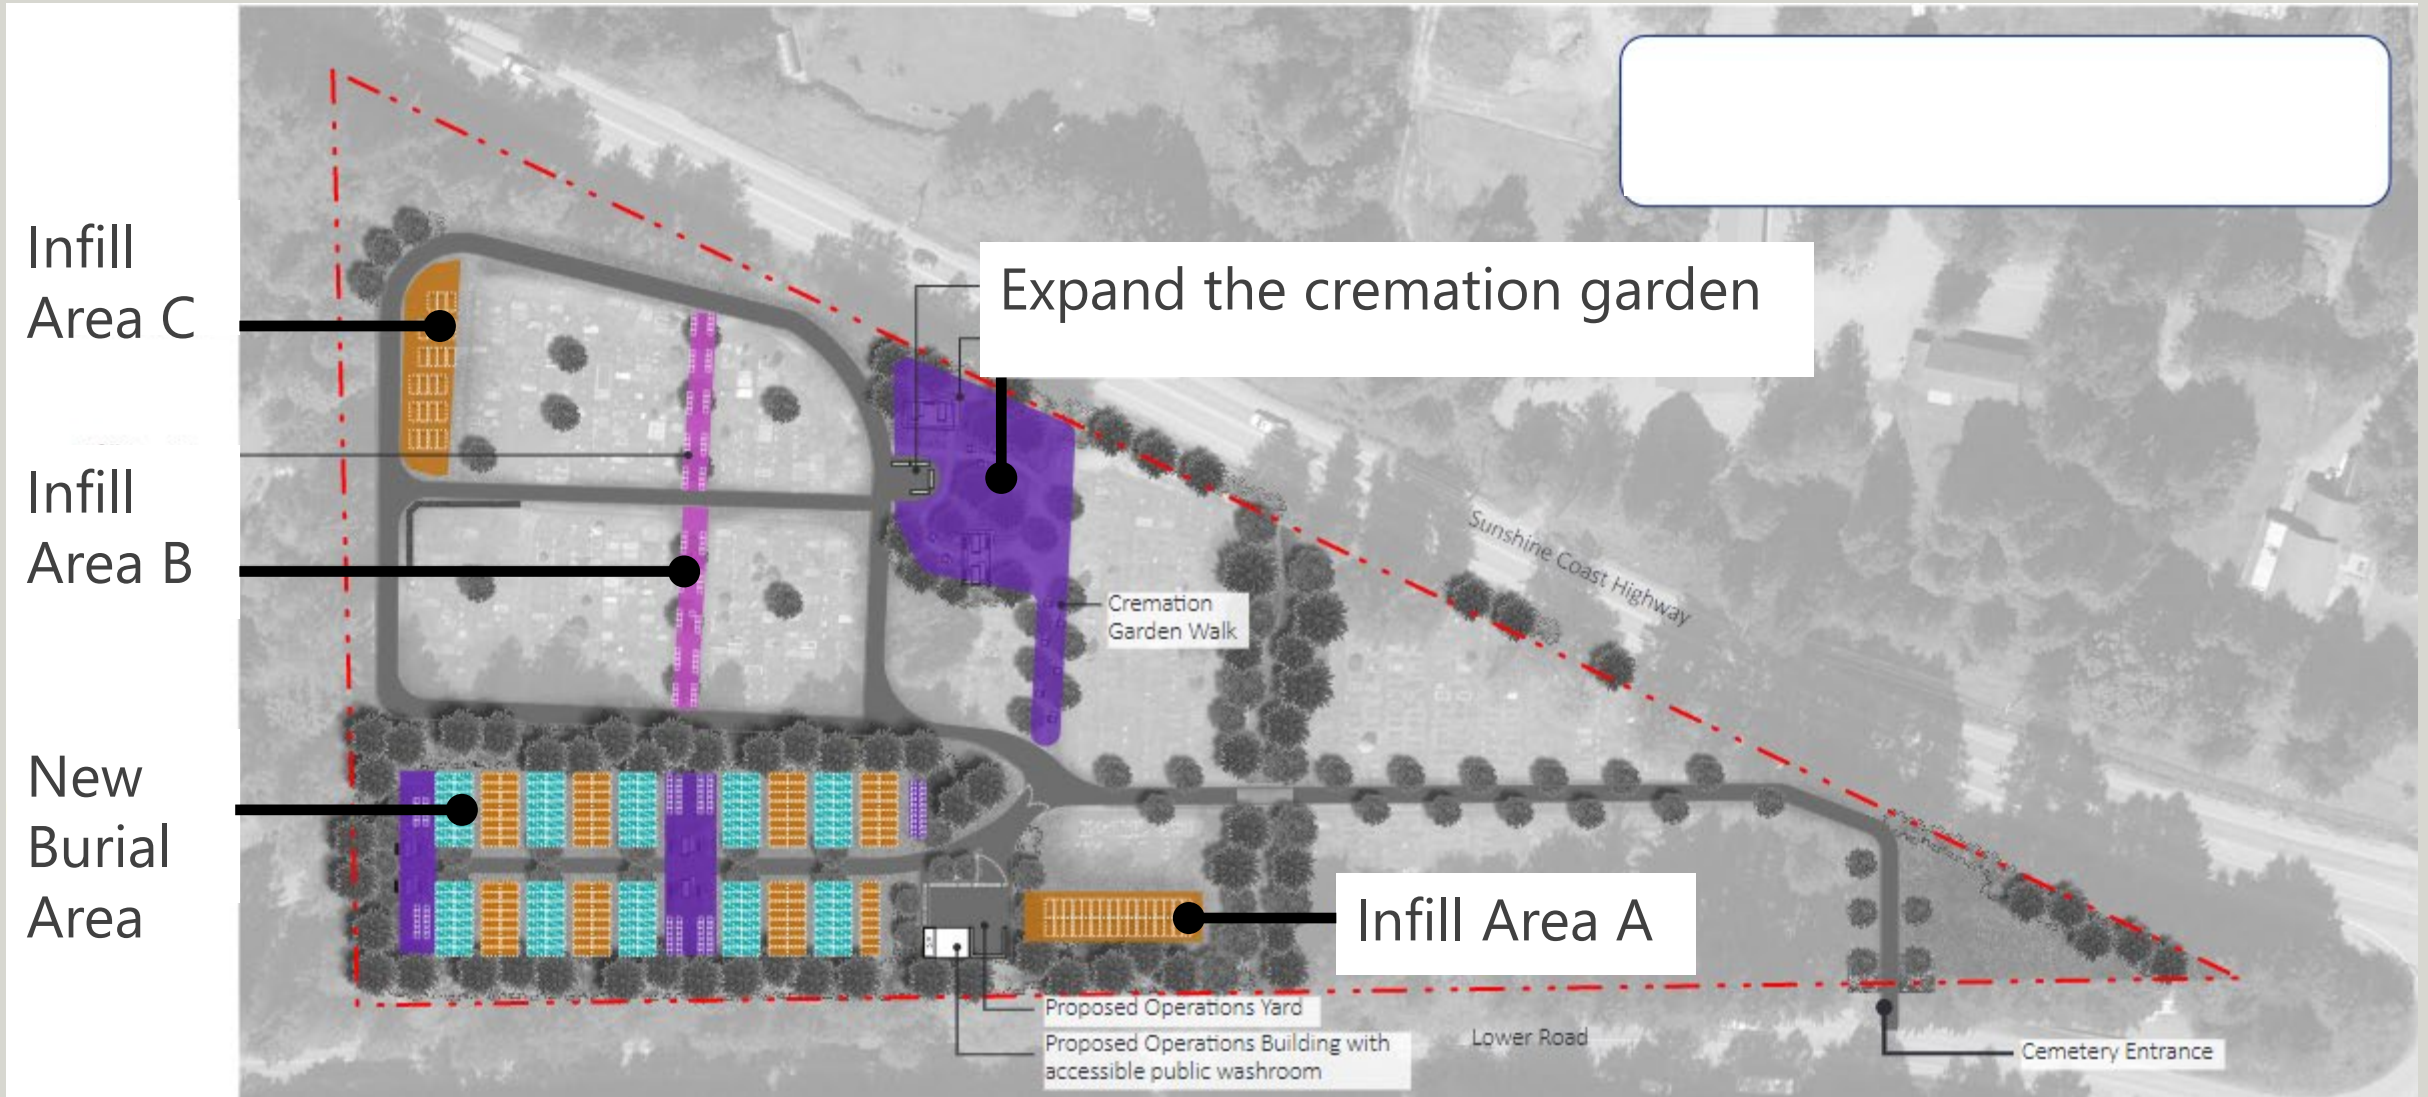 Infill
Area C
Expand the cremation garden
Infill
Area B
Sunshine Coast Highway
Cremation
Garden Walk
New
Burial
Area
Infill Area A
Proposed Operations Yard
Proposed Operations Building with
accessible public washroom
Lower Road
Cemetery Entrance